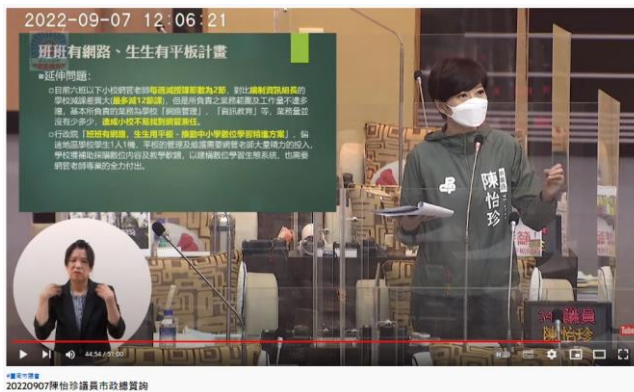 2022-09-07 12:06:21
班班有網路、生生有平板計畫
延伸問題：
○目前六班以下小校網管老師每週減授課節數為2節，對比編制資訊組長的
學校減課差異大(最多減12節課)，但是所負責之業務範圍及工作量不遑多
讓，基本所負責的業務為學校「網路管理」、「資訊教育」等，業務量並
沒有少多少，造成小校不易找到網管兼任。
○行政院「班班有網路，生生用平板－推動中小學數位學習精進方案」，偏
遠地區學校學生1人1機，平板的管理及維護需要網管老師大量精力的投入，
學校獲補助採購數位內容及教學軟體，以建構數位學習生態系統，也需要
網管老師專業的全力付出。
陳怡珍
議員
陳怡珍
44:54 / 51:00
#臺南市議會
20220907陳怡珍議員市政總質詢